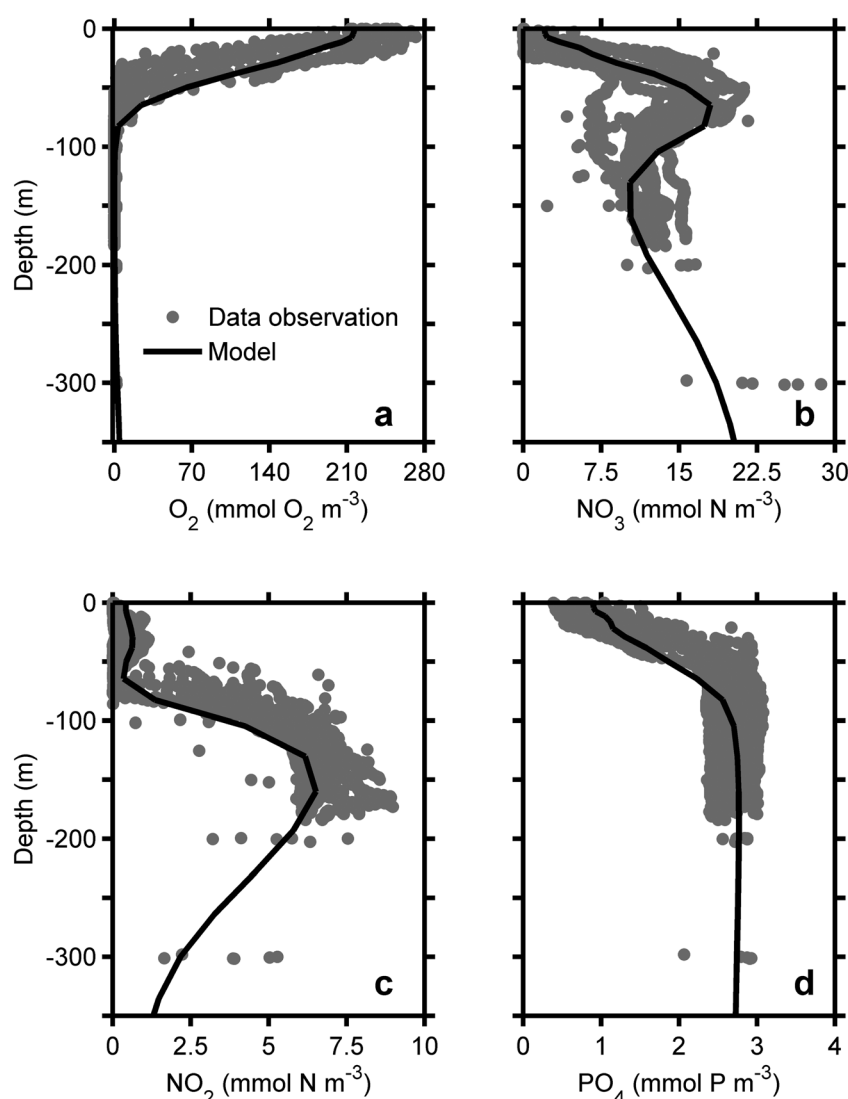 0
-100
-200
-300
Depth (m)
Data observation
Model
a
0 70 140 210 280
O₂ (mmol O₂ m⁻³)
b
0 7.5 15 22.5 30
NO₃ (mmol N m⁻³)
0
-100
-200
-300
Depth (m)
c
0 2.5 5 7.5 10
NO₂ (mmol N m⁻³)
d
0 1 2 3 4
PO₄ (mmol P m⁻³)